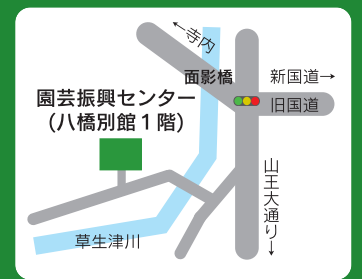 ←寺内
面影橋
新国道→
旧国道
園芸振興センター
(八橋別館１階)
山王大通り→
草生津川